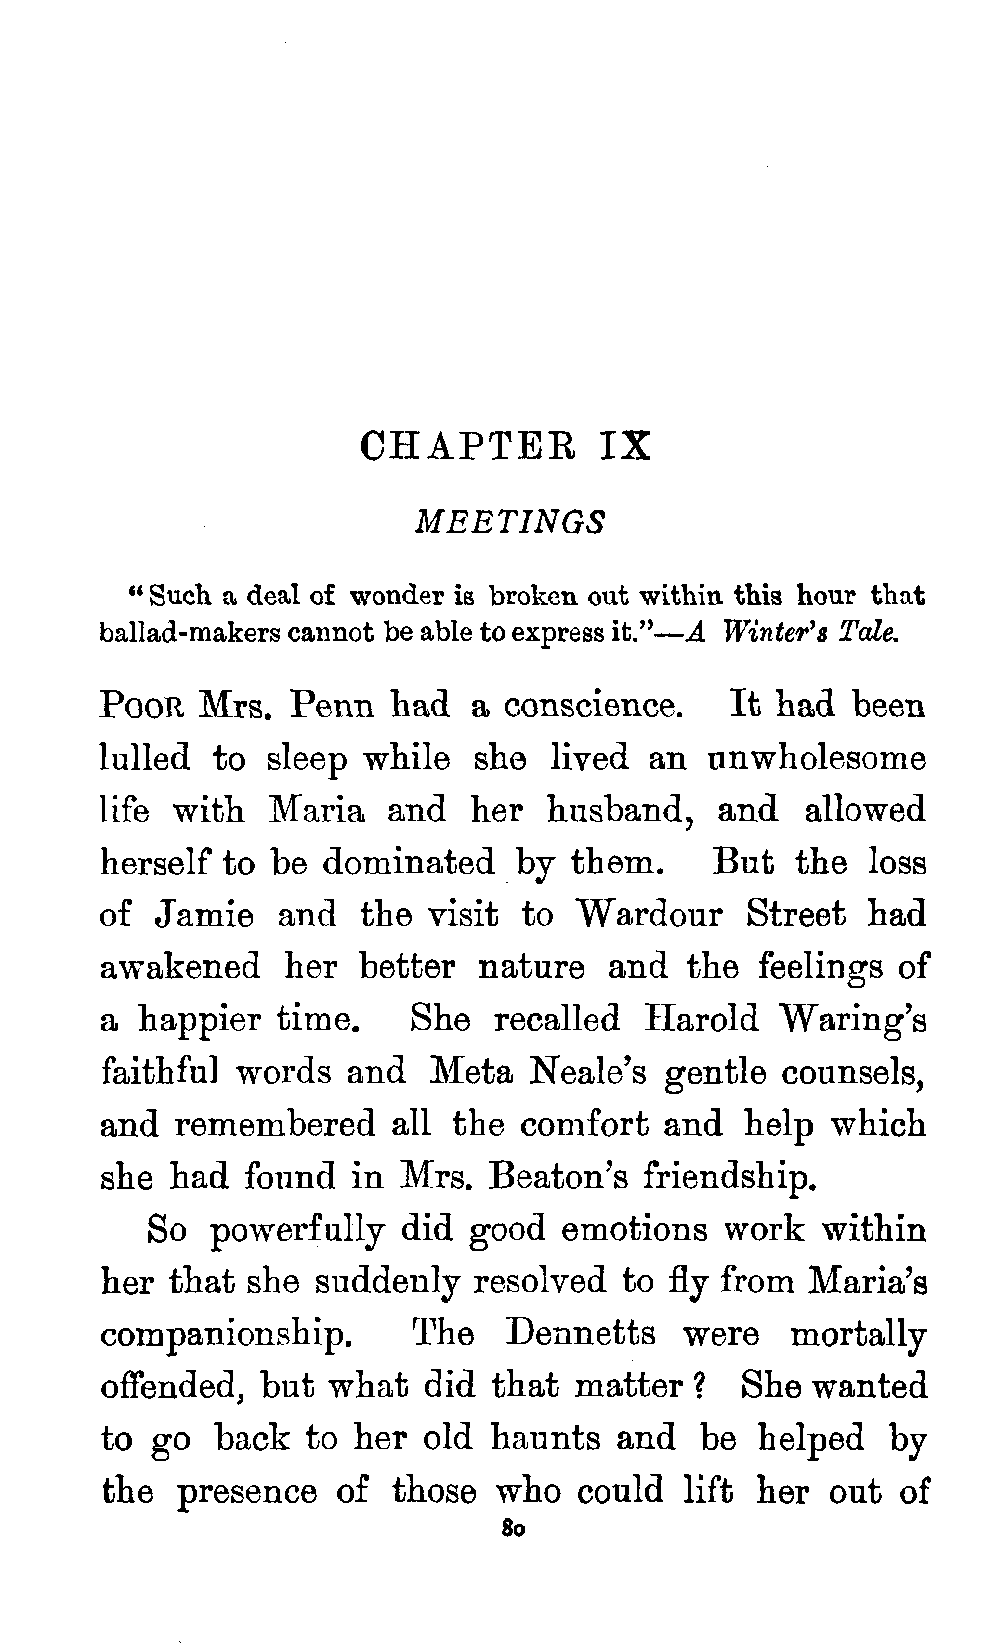 CHAPTER IX
MEETINGS
"Such a deal of wonder is broken out within this hour that
ballad-makers cannot be able to express it."—A Winter's Tale.
POOR Mrs. Penn had a conscience. It had been
lulled to sleep while she lived an unwholesome
life with Maria and her husband, and allowed
herself to be dominated by them. But the loss
of Jamie and the visit to Wardour Street had
awakened her better nature and the feelings of
a happier time. She recalled Harold Waring's
faithful words and Meta Neale's gentle counsels,
and remembered all the comfort and help which
she had found in Mrs. Beaton's friendship.
So powerfully did good emotions work within
her that she suddenly resolved to fly from Maria's
companionship. The Dennetts were mortally
offended, but what did that matter? She wanted
to go back to her old haunts and be helped by
the presence of those who could lift her out of
80